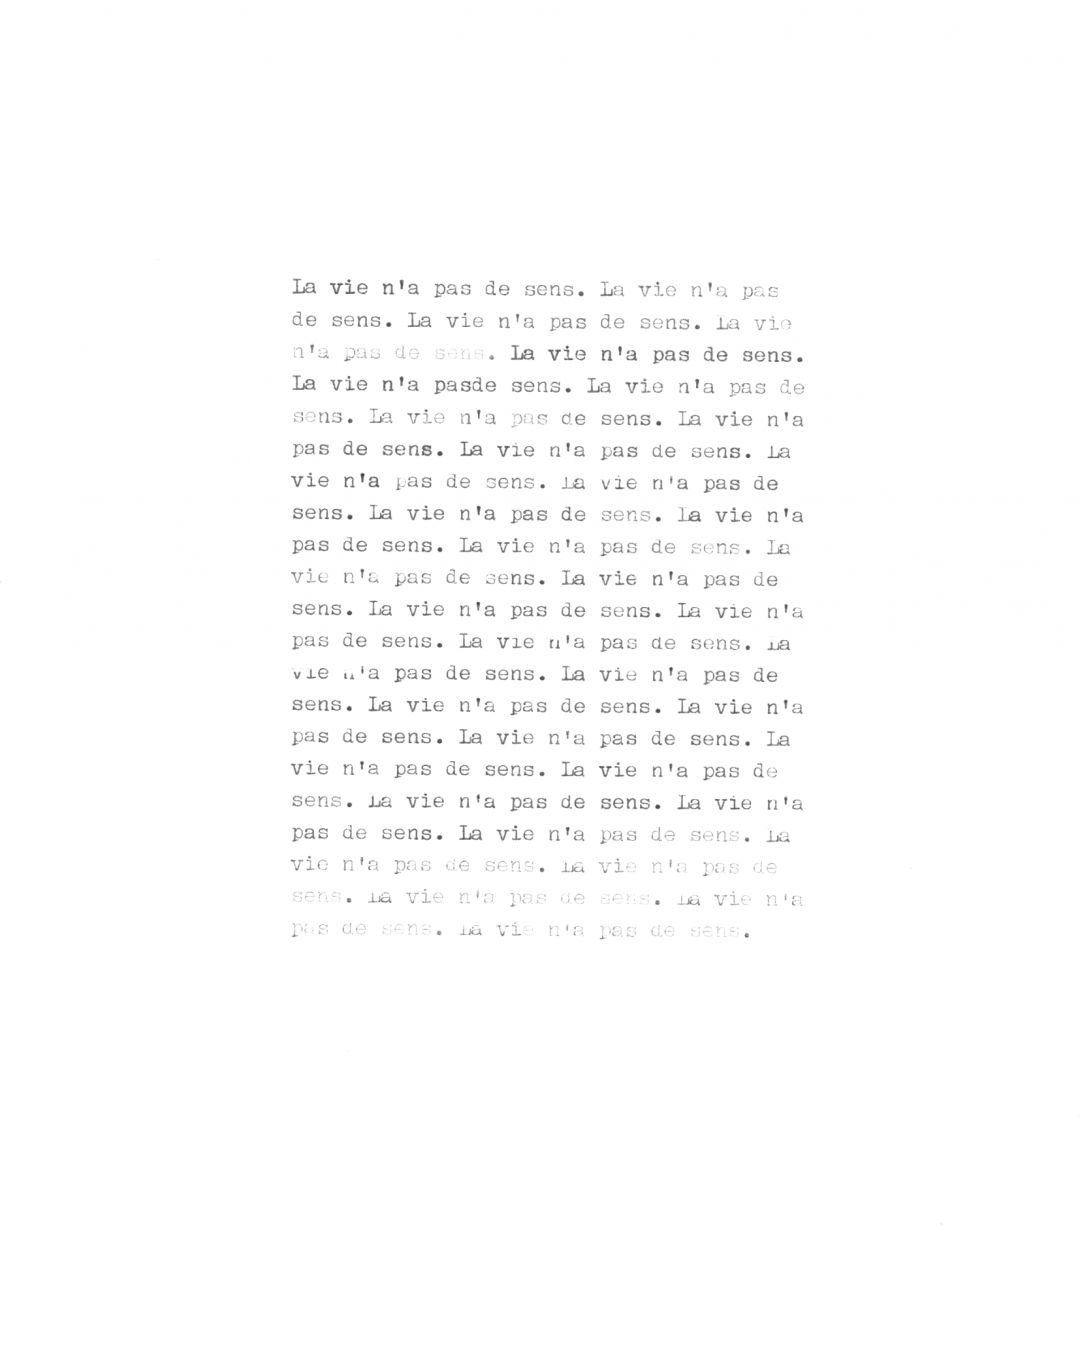 La vie n'a pas de sens. La vie n'a pas
de sens. La vie n'a pas de sens. La vie
n'a pas de sens. La vie n'a pas de sens.
La vie n'a pasde sens. La vie n'a pas de
sens. La vie n'a pas de sens. La vie n'a
pas de sens. La vie n'a pas de sens. La
vie n'a pas de sens. La vie n'a pas de
sens. La vie n'a pas de sens. la vie n'a
pas de sens. La vie n'a pas de sens. La
vie n'a pas de sens. La vie n'a pas de
sens. La vie n'a pas de sens. La vie n'a
pas de sens. La vie n'a pas de sens. La
vie n'a pas de sens. La vie n'a pas de
sens. La vie n'a pas de sens. La vie n'a
pas de sens. La vie n'a pas de sens. La
vie n'a pas de sens. La vie n'a pas de
sens. La vie n'a pas de sens. La vie n'a
pas de sens. La vie n'a pas de sens. La
vie n'a pas de sens. La vie n'a pas de
sens. La vie n'a pas de sens. La vie n'a
pas de sens. La vie n'a pas de sens.